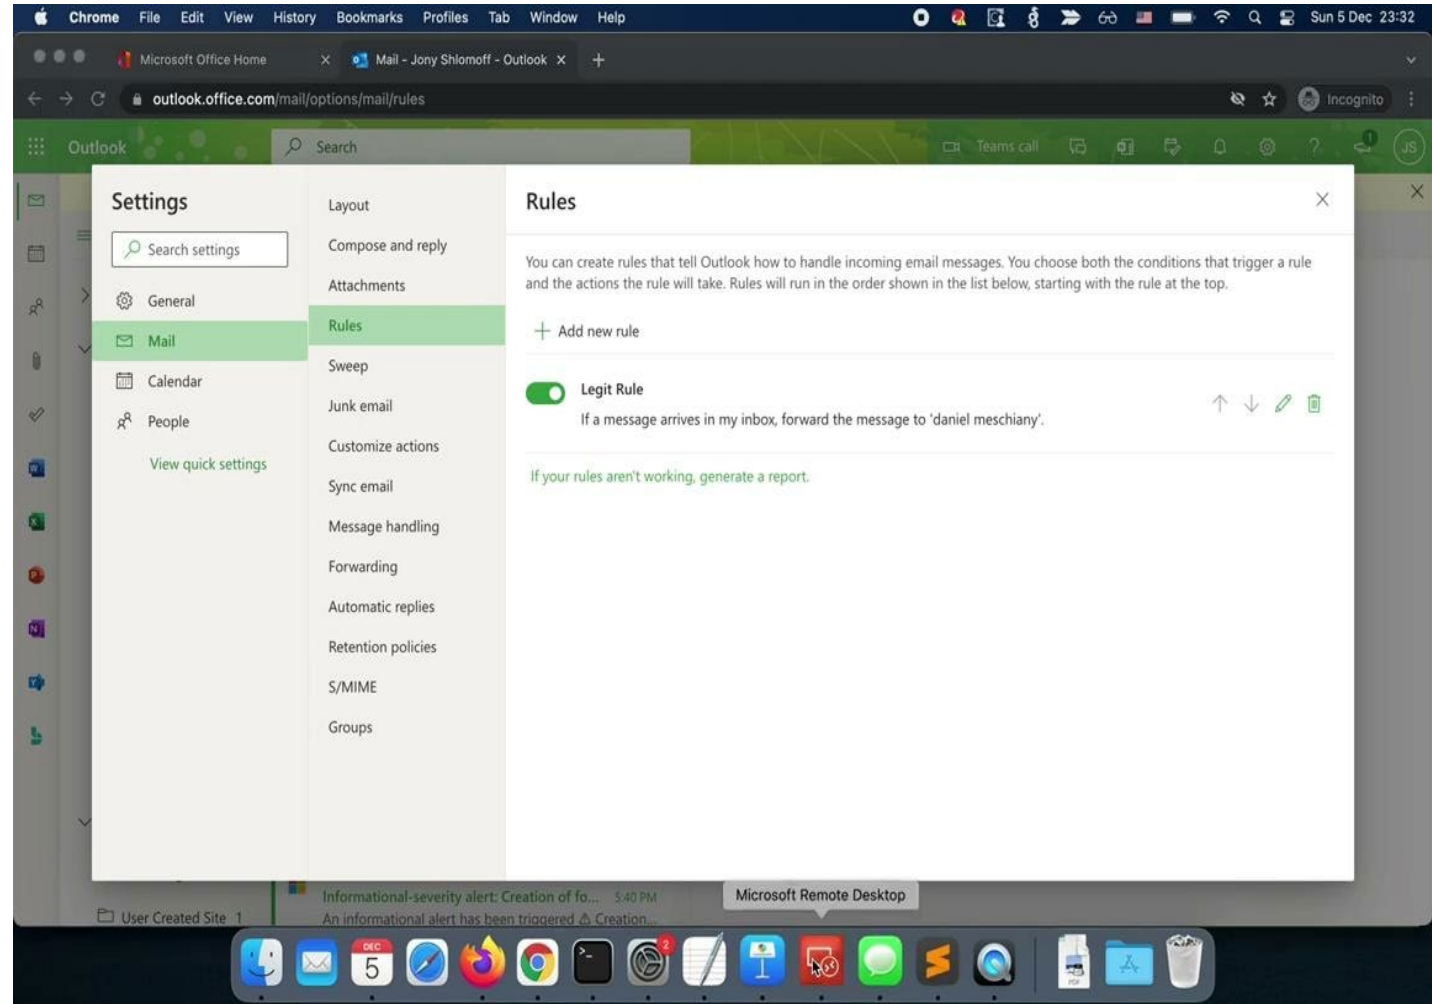 Chrome File Edit View History Bookmarks Profiles Tab Window Help Sun 5 Dec 23:32
Microsoft Office Home Mail - Jony Shlomoff - Outlook
outlook.office.com/mail/options/mail/rules Incognito
Outlook Search Teams call 1 JS
Settings
Search settings
General
Mail
Calendar
People
View quick settings
Layout
Compose and reply
Attachments
Rules
Sweep
Junk email
Customize actions
Sync email
Message handling
Forwarding
Automatic replies
Retention policies
S/MIME
Groups
Rules
You can create rules that tell Outlook how to handle incoming email messages. You choose both the conditions that trigger a rule
and the actions the rule will take. Rules will run in the order shown in the list below, starting with the rule at the top.
Add new rule
Legit Rule
If a message arrives in my inbox, forward the message to 'daniel meschiany'.
If your rules aren't working, generate a report.
Informational-severity alert: Creation of fo... 5:40 PM
An informational alert has been triggered ⚠ Creation...
User Created Site 1
Microsoft Remote Desktop
DEC
5
2
PDF